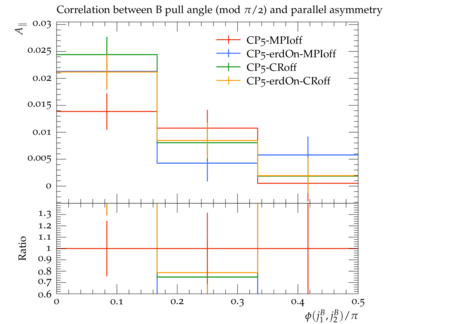 Correlation between B pull angle (mod π/2) and parallel asymmetry
A∥
0.03
0.025
0.02
0.015
0.01
0.005
0
CP5-MPIoff
CP5-erdOn-MPIoff
CP5-CRoff
CP5-erdOn-CRoff
Ratio
1.3
1.2
1.1
1
0.9
0.8
0.7
0.6
0 0.1 0.2 0.3 0.4 0.5
ϕ(j₁ᴮ, j₂ᴮ)/π